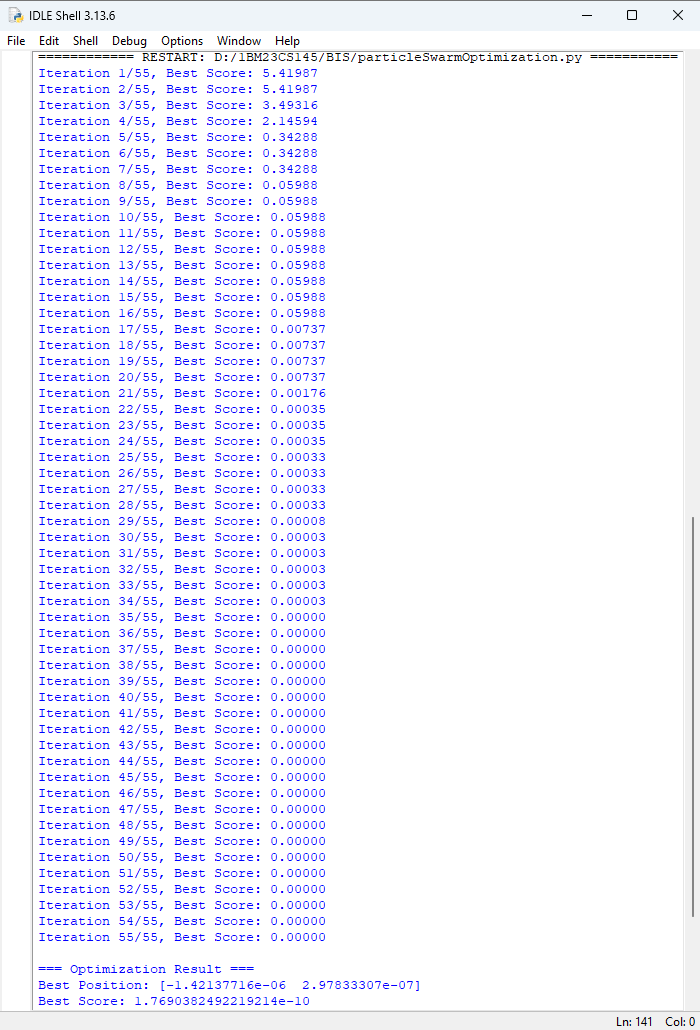 IDLE Shell 3.13.6
File Edit Shell Debug Options Window Help
============ RESTART: D:/1BM23CS145/BIS/particleSwarmOptimization.py ===========
Iteration 1/55, Best Score: 5.41987
Iteration 2/55, Best Score: 5.41987
Iteration 3/55, Best Score: 3.49316
Iteration 4/55, Best Score: 2.14594
Iteration 5/55, Best Score: 0.34288
Iteration 6/55, Best Score: 0.34288
Iteration 7/55, Best Score: 0.34288
Iteration 8/55, Best Score: 0.05988
Iteration 9/55, Best Score: 0.05988
Iteration 10/55, Best Score: 0.05988
Iteration 11/55, Best Score: 0.05988
Iteration 12/55, Best Score: 0.05988
Iteration 13/55, Best Score: 0.05988
Iteration 14/55, Best Score: 0.05988
Iteration 15/55, Best Score: 0.05988
Iteration 16/55, Best Score: 0.05988
Iteration 17/55, Best Score: 0.00737
Iteration 18/55, Best Score: 0.00737
Iteration 19/55, Best Score: 0.00737
Iteration 20/55, Best Score: 0.00737
Iteration 21/55, Best Score: 0.00176
Iteration 22/55, Best Score: 0.00035
Iteration 23/55, Best Score: 0.00035
Iteration 24/55, Best Score: 0.00035
Iteration 25/55, Best Score: 0.00033
Iteration 26/55, Best Score: 0.00033
Iteration 27/55, Best Score: 0.00033
Iteration 28/55, Best Score: 0.00033
Iteration 29/55, Best Score: 0.00008
Iteration 30/55, Best Score: 0.00003
Iteration 31/55, Best Score: 0.00003
Iteration 32/55, Best Score: 0.00003
Iteration 33/55, Best Score: 0.00003
Iteration 34/55, Best Score: 0.00003
Iteration 35/55, Best Score: 0.00000
Iteration 36/55, Best Score: 0.00000
Iteration 37/55, Best Score: 0.00000
Iteration 38/55, Best Score: 0.00000
Iteration 39/55, Best Score: 0.00000
Iteration 40/55, Best Score: 0.00000
Iteration 41/55, Best Score: 0.00000
Iteration 42/55, Best Score: 0.00000
Iteration 43/55, Best Score: 0.00000
Iteration 44/55, Best Score: 0.00000
Iteration 45/55, Best Score: 0.00000
Iteration 46/55, Best Score: 0.00000
Iteration 47/55, Best Score: 0.00000
Iteration 48/55, Best Score: 0.00000
Iteration 49/55, Best Score: 0.00000
Iteration 50/55, Best Score: 0.00000
Iteration 51/55, Best Score: 0.00000
Iteration 52/55, Best Score: 0.00000
Iteration 53/55, Best Score: 0.00000
Iteration 54/55, Best Score: 0.00000
Iteration 55/55, Best Score: 0.00000
=== Optimization Result ===
Best Position: [-1.42137716e-06  2.97833307e-07]
Best Score: 1.7690382492219214e-10
Ln: 141 Col: 0